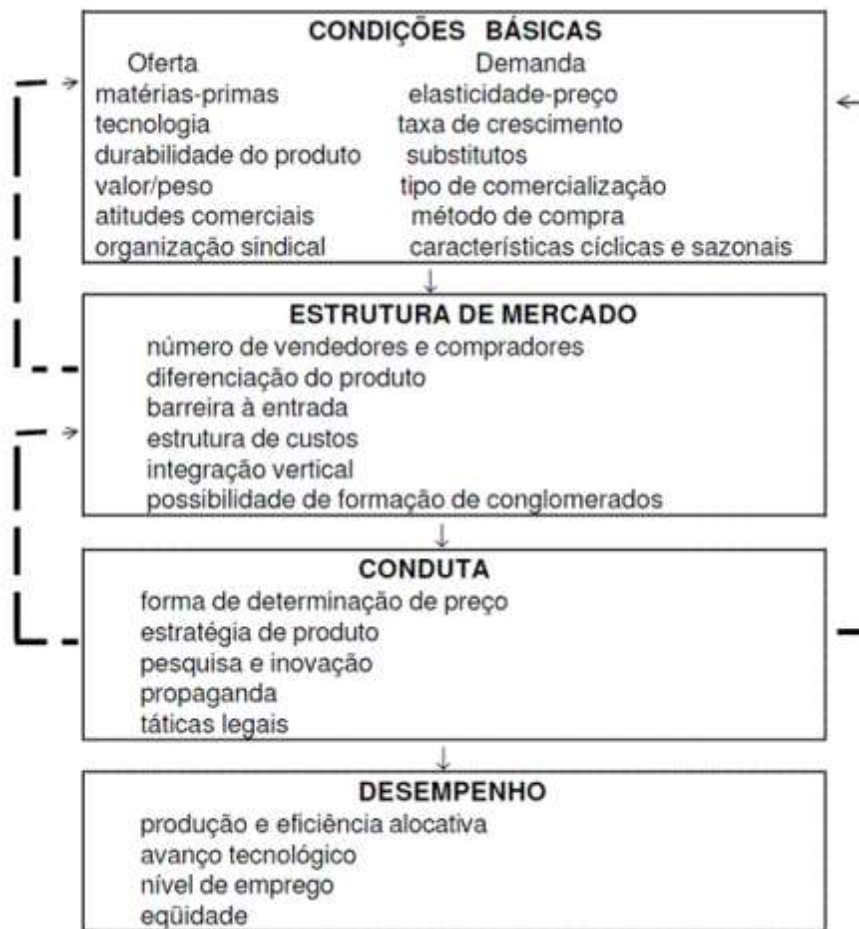 CONDIÇÕES BÁSICAS
Oferta Demanda
matérias-primas elasticidade-preço
tecnologia taxa de crescimento
durabilidade do produto substitutos
valor/peso tipo de comercialização
atitudes comerciais método de compra
organização sindical características cíclicas e sazonais
ESTRUTURA DE MERCADO
número de vendedores e compradores
diferenciação do produto
barreira à entrada
estrutura de custos
integração vertical
possibilidade de formação de conglomerados
CONDUTA
forma de determinação de preço
estratégia de produto
pesquisa e inovação
propaganda
táticas legais
DESEMPENHO
produção e eficiência alocativa
avanço tecnológico
nível de emprego
eqüidade